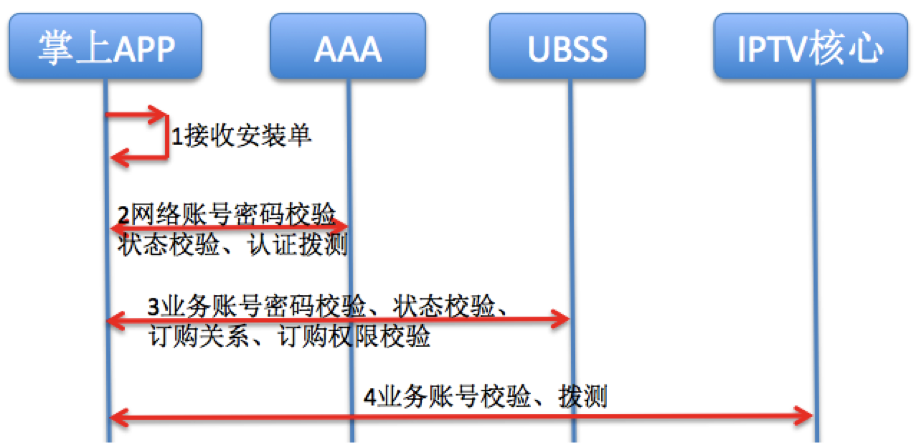 掌上APP
AAA
UBSS
IPTV核心
1接收安装单
2网络账号密码校验
状态校验、认证拨测
3业务账号密码校验、状态校验、
订购关系、订购权限校验
4业务账号校验、拨测